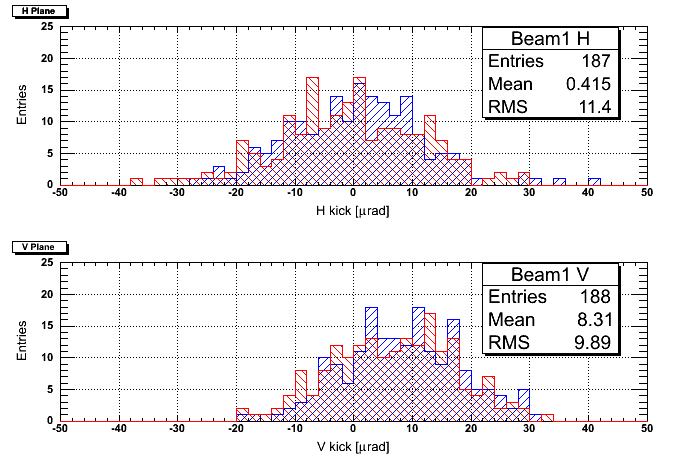 H Plane
25
20
15
10
5
0
Entries
Beam1 H
Entries 187
Mean 0.415
RMS 11.4
-50 -40 -30 -20 -10 0 10 20 30 40 50
H kick [μrad]
V Plane
25
20
15
10
5
0
Entries
Beam1 V
Entries 188
Mean 8.31
RMS 9.89
-50 -40 -30 -20 -10 0 10 20 30 40 50
V kick [μrad]